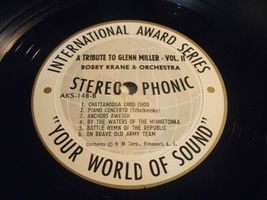 INTERNATIONAL AWARD SERIES
A TRIBUTE TO GLENN MILLER - VOL. II
BOBBY KRANE & ORCHESTRA
STEREO PHONIC
AKS-148-B
1. CHATTANOOGA CHOO CHOO
2. PIANO CONCERTO (Tchaikovsky)
3. ANCHORS AWEIGH
4. BY THE WATERS OF THE MINNETONKA
5. BATTLE HYMN OF THE REPUBLIC
6. ON BRAVE OLD ARMY TEAM
Contents © R M Corp., Freeport, L. I.
"YOUR WORLD OF SOUND"